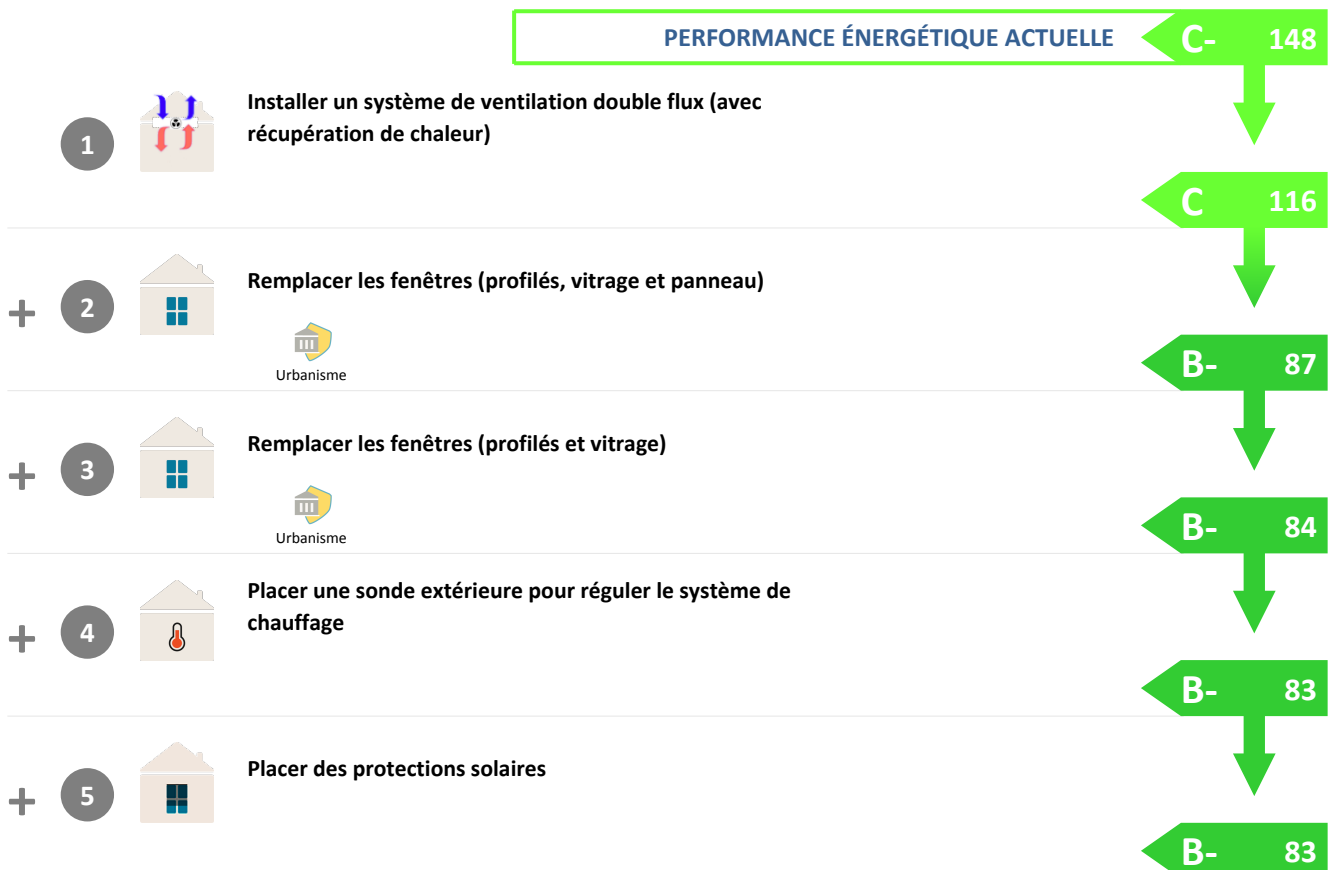 PERFORMANCE ÉNERGÉTIQUE ACTUELLE C- 148
1 Installer un système de ventilation double flux (avec
récupération de chaleur)
C 116
+ 2 Remplacer les fenêtres (profilés, vitrage et panneau)
Urbanisme
B- 87
+ 3 Remplacer les fenêtres (profilés et vitrage)
Urbanisme
B- 84
+ 4 Placer une sonde extérieure pour réguler le système de
chauffage
B- 83
+ 5 Placer des protections solaires
B- 83